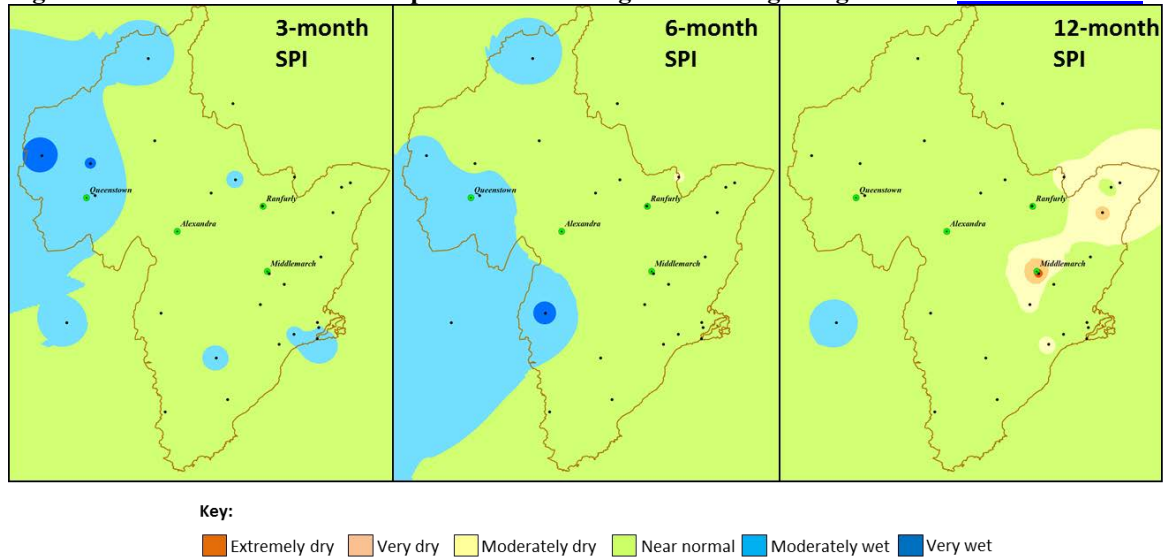 3-month
SPI
Queenstown
Ranfurly
Alexandra
Middlemarch
6-month
SPI
Queenstown
Ranfurly
Alexandra
Middlemarch
12-month
SPI
Queenstown
Ranfurly
Alexandra
Middlemarch
Key:
Extremely dry Very dry Moderately dry Near normal Moderately wet Very wet